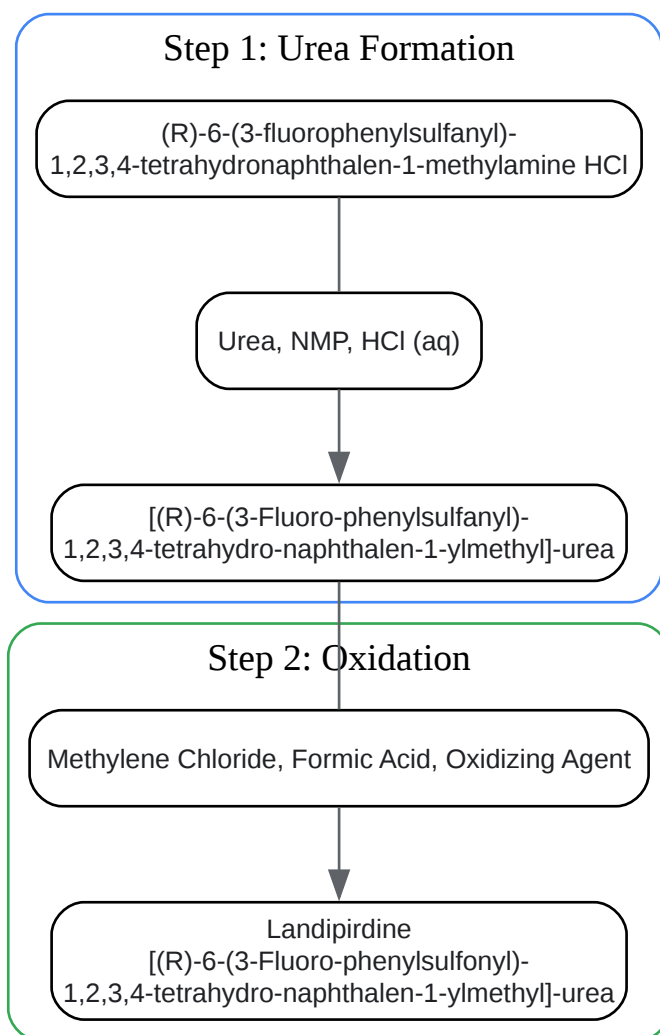 Step 1: Urea Formation
(R)-6-(3-fluorophenylsulfanyl)-
1,2,3,4-tetrahydronaphthalen-1-methylamine HCl
Urea, NMP, HCl (aq)
[(R)-6-(3-Fluoro-phenylsulfanyl)-
1,2,3,4-tetrahydro-naphthalen-1-ylmethyl]-urea
Step 2: Oxidation
Methylene Chloride, Formic Acid, Oxidizing Agent
Landipirdine
[(R)-6-(3-Fluoro-phenylsulfonyl)-
1,2,3,4-tetrahydro-naphthalen-1-ylmethyl]-urea